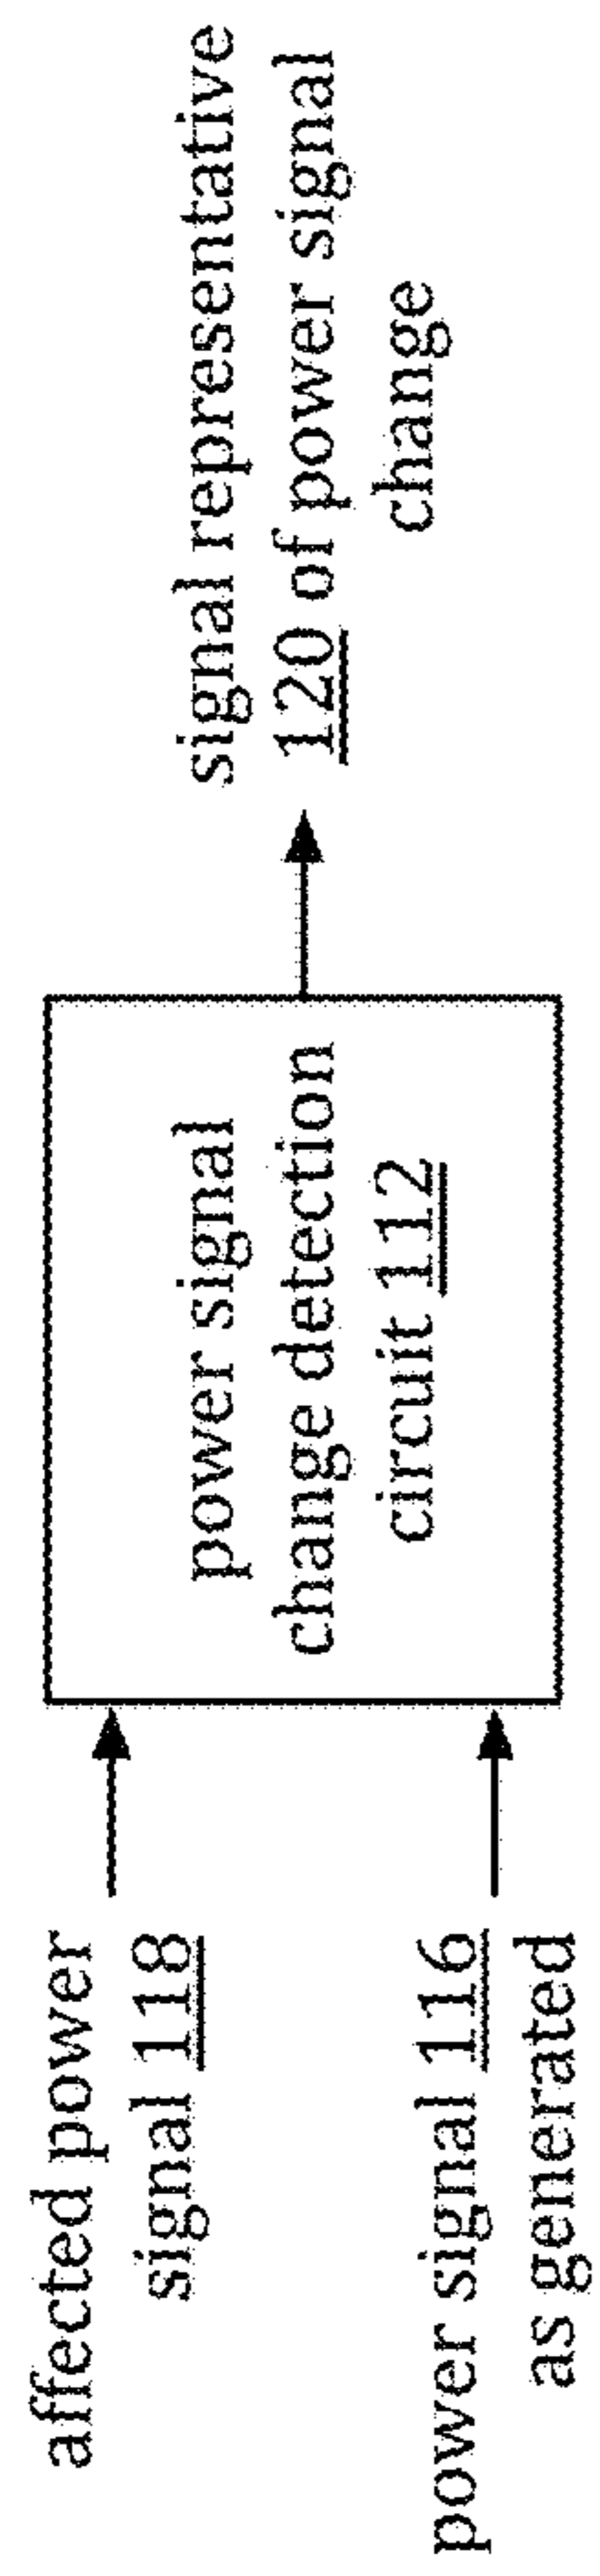 affected power
signal 118
power signal 116
as generated
power signal
change detection
circuit 112
signal representative
120 of power signal
change